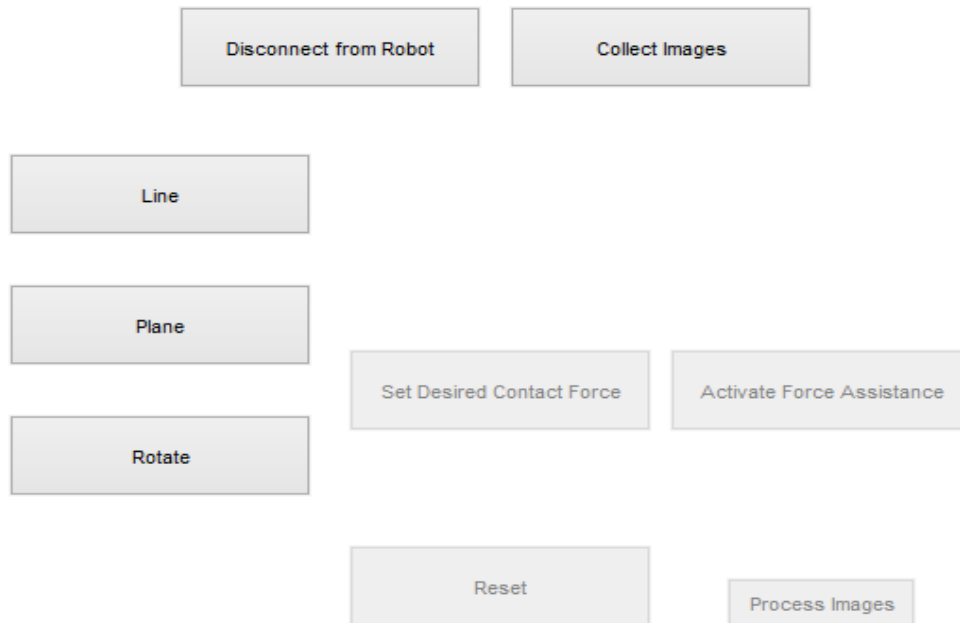 Disconnect from Robot
Collect Images
Line
Plane
Set Desired Contact Force
Activate Force Assistance
Rotate
Reset
Process Images